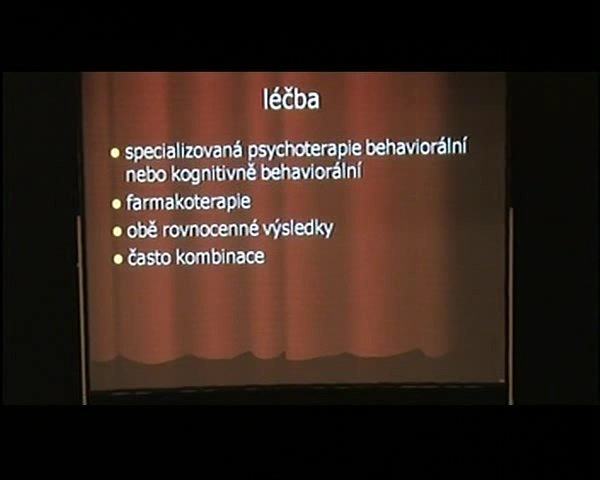 léčba
specializovaná psychoterapie behaviorální
nebo kognitivně behaviorální
farmakoterapie
obě rovnocenné výsledky
často kombinace